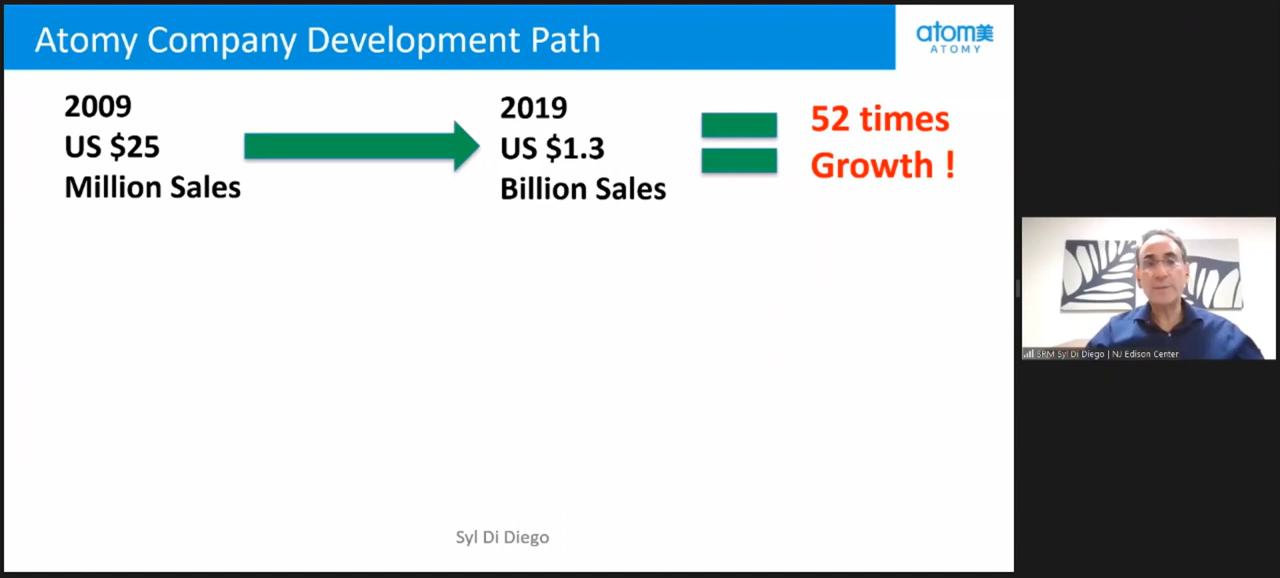 Atomy Company Development Path
atom美
ATOMY
2009
US $25
Million Sales
2019
US $1.3
Billion Sales
52 times
Growth !
SRM Syl Di Diego | NJ Edison Center
Syl Di Diego